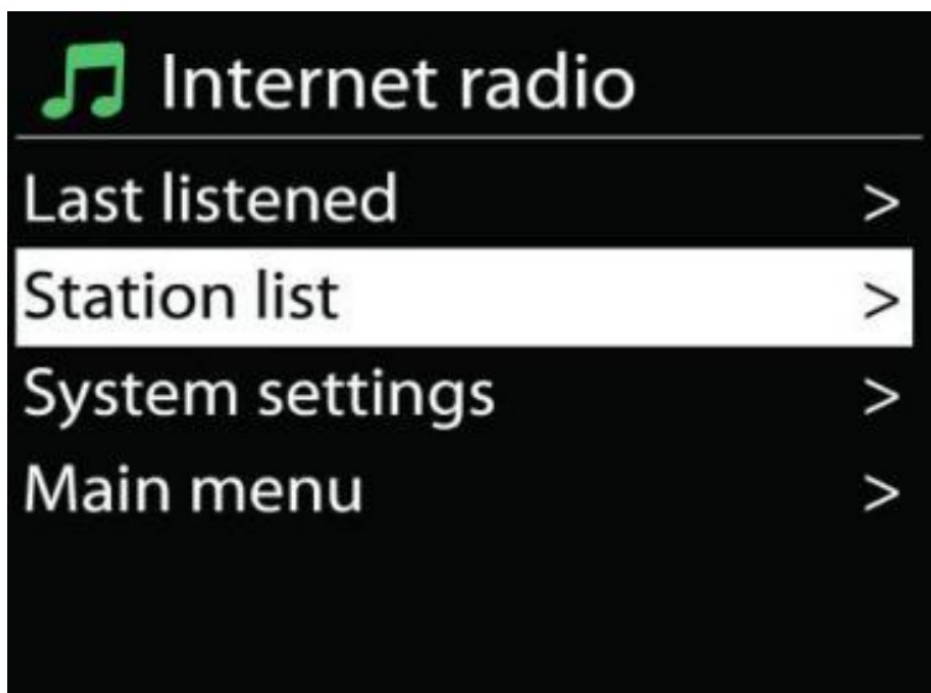 Internet radio
Last listened >
Station list >
System settings >
Main menu >